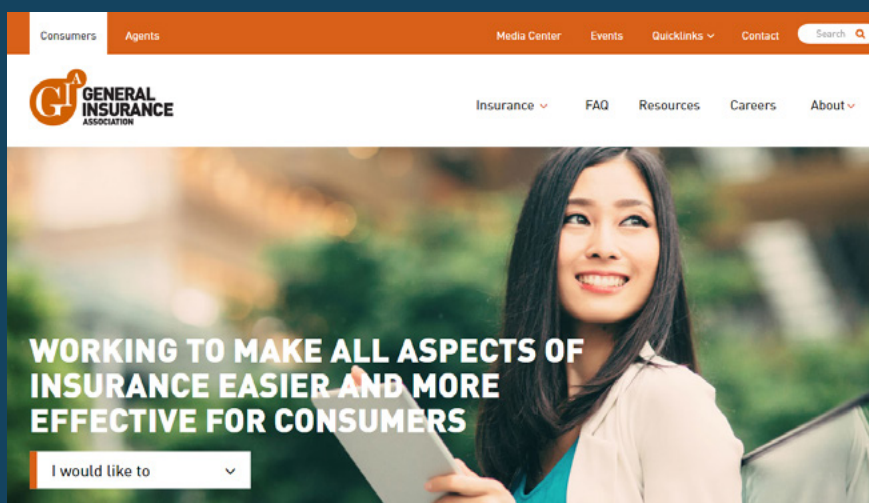 Consumers Agents Media Center Events Quicklinks Contact Search
GIA
GENERAL
INSURANCE
ASSOCIATION
Insurance FAQ Resources Careers About
WORKING TO MAKE ALL ASPECTS OF
INSURANCE EASIER AND MORE
EFFECTIVE FOR CONSUMERS
I would like to